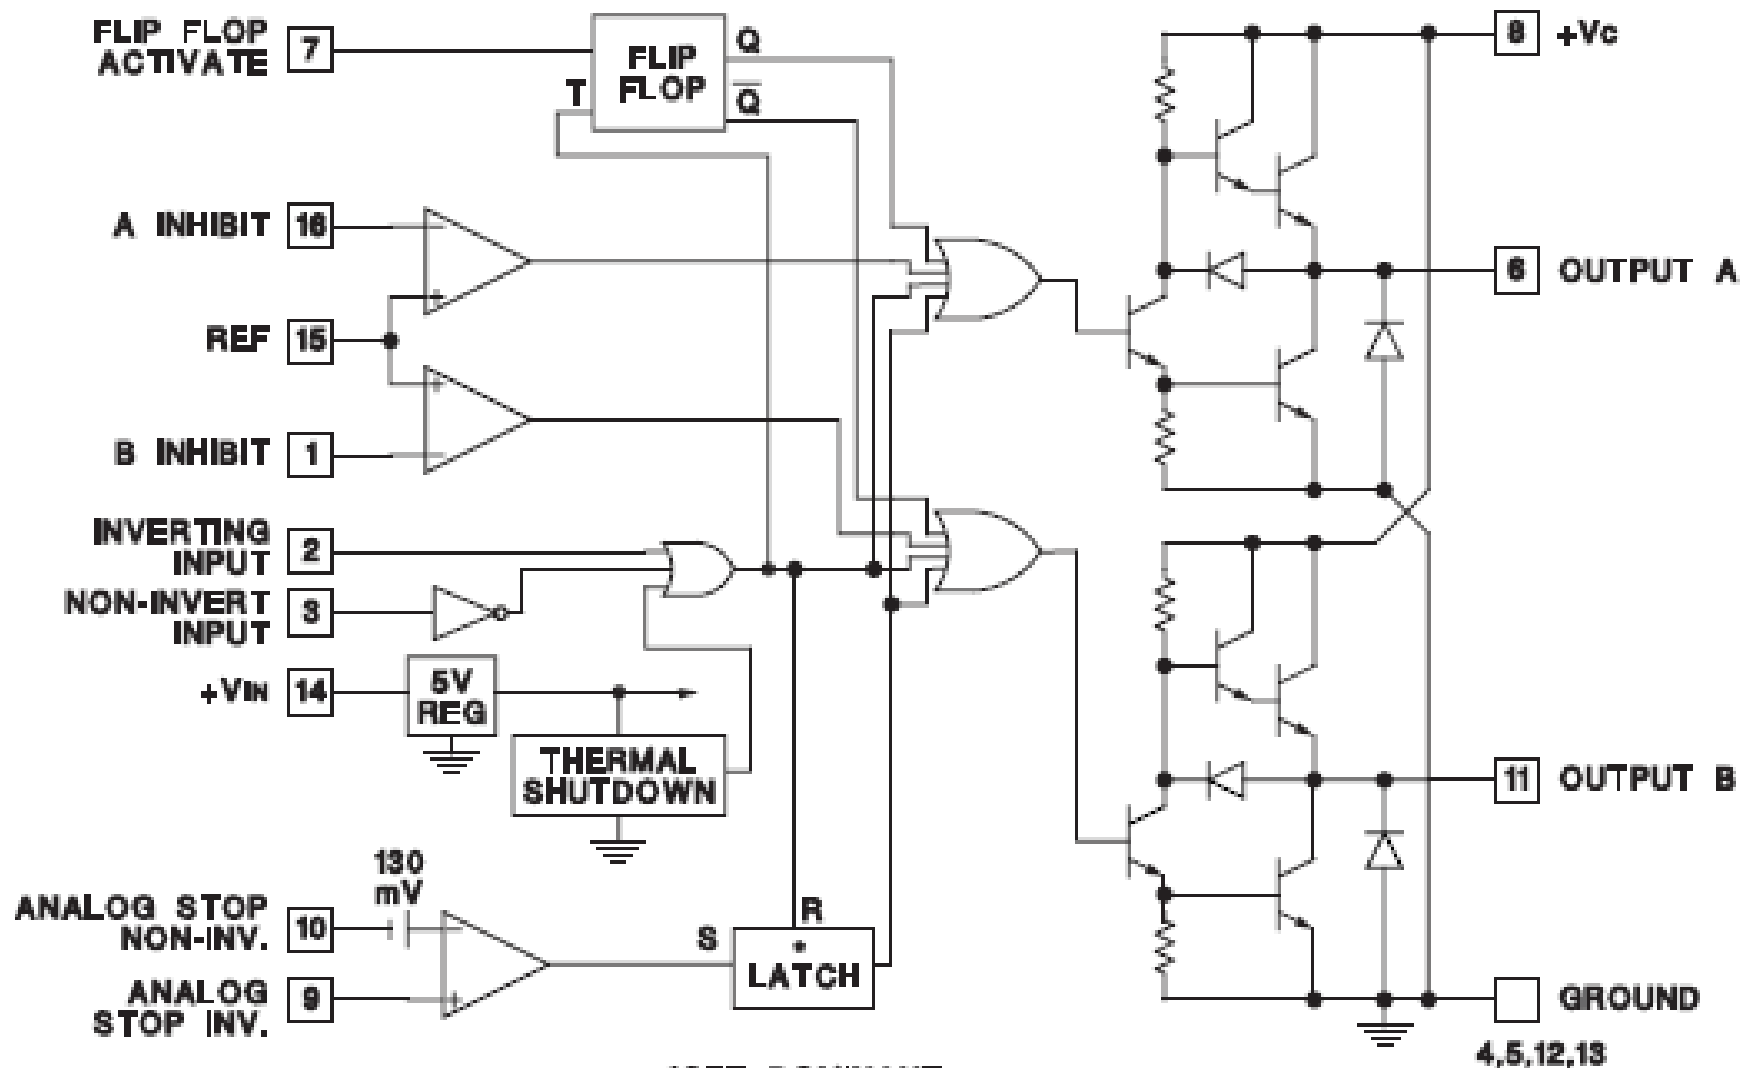 FLIP FLOP
ACTIVATE
7
T
FLIP
FLOP
Q
Q
8
+VC
A INHIBIT
16
REF
15
B INHIBIT
1
6
OUTPUT A
INVERTING
INPUT
2
NON-INVERT
INPUT
3
+VIN
14
5V
REG
THERMAL
SHUTDOWN
11
OUTPUT B
130
mV
ANALOG STOP
NON-INV.
10
ANALOG
STOP INV.
9
S
R
*
LATCH
GROUND
4,5,12,13